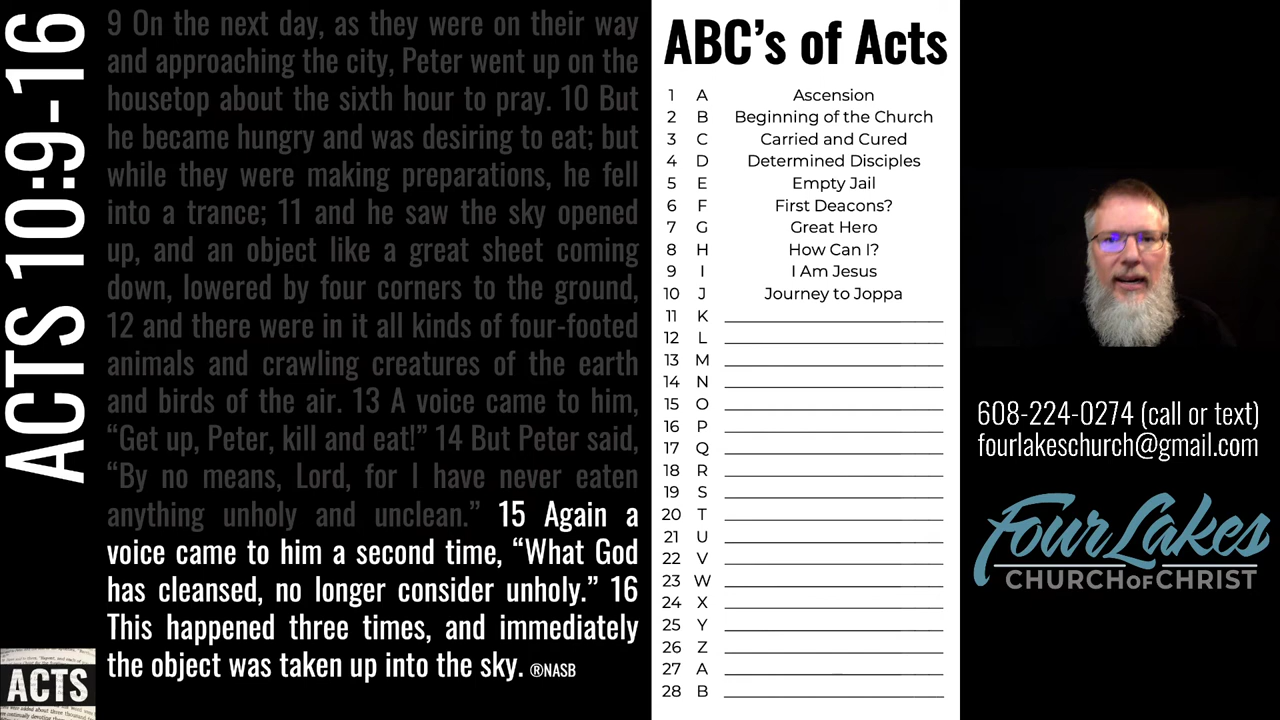 ACTS 10:9-16
9 On the next day, as they were on their way
and approaching the city, Peter went up on the
housetop about the sixth hour to pray. 10 But
he became hungry and was desiring to eat; but
while they were making preparations, he fell
into a trance; 11 and he saw the sky opened
up, and an object like a great sheet coming
down, lowered by four corners to the ground,
12 and there were in it all kinds of four-footed
animals and crawling creatures of the earth
and birds of the air. 13 A voice came to him,
“Get up, Peter, kill and eat!” 14 But Peter said,
“By no means, Lord, for I have never eaten
anything unholy and unclean.” 15 Again a
voice came to him a second time, “What God
has cleansed, no longer consider unholy.” 16
This happened three times, and immediately
the object was taken up into the sky. ®NASB
ACTS
ABC’s of Acts
1 A Ascension
2 B Beginning of the Church
3 C Carried and Cured
4 D Determined Disciples
5 E Empty Jail
6 F First Deacons?
7 G Great Hero
8 H How Can I?
9 I I Am Jesus
10 J Journey to Joppa
11 K
12 L
13 M
14 N
15 O
16 P
17 Q
18 R
19 S
20 T
21 U
22 V
23 W
24 X
25 Y
26 Z
27 A
28 B
608-224-0274 (call or text)
fourlakeschurch@gmail.com
Four Lakes
CHURCH OF CHRIST